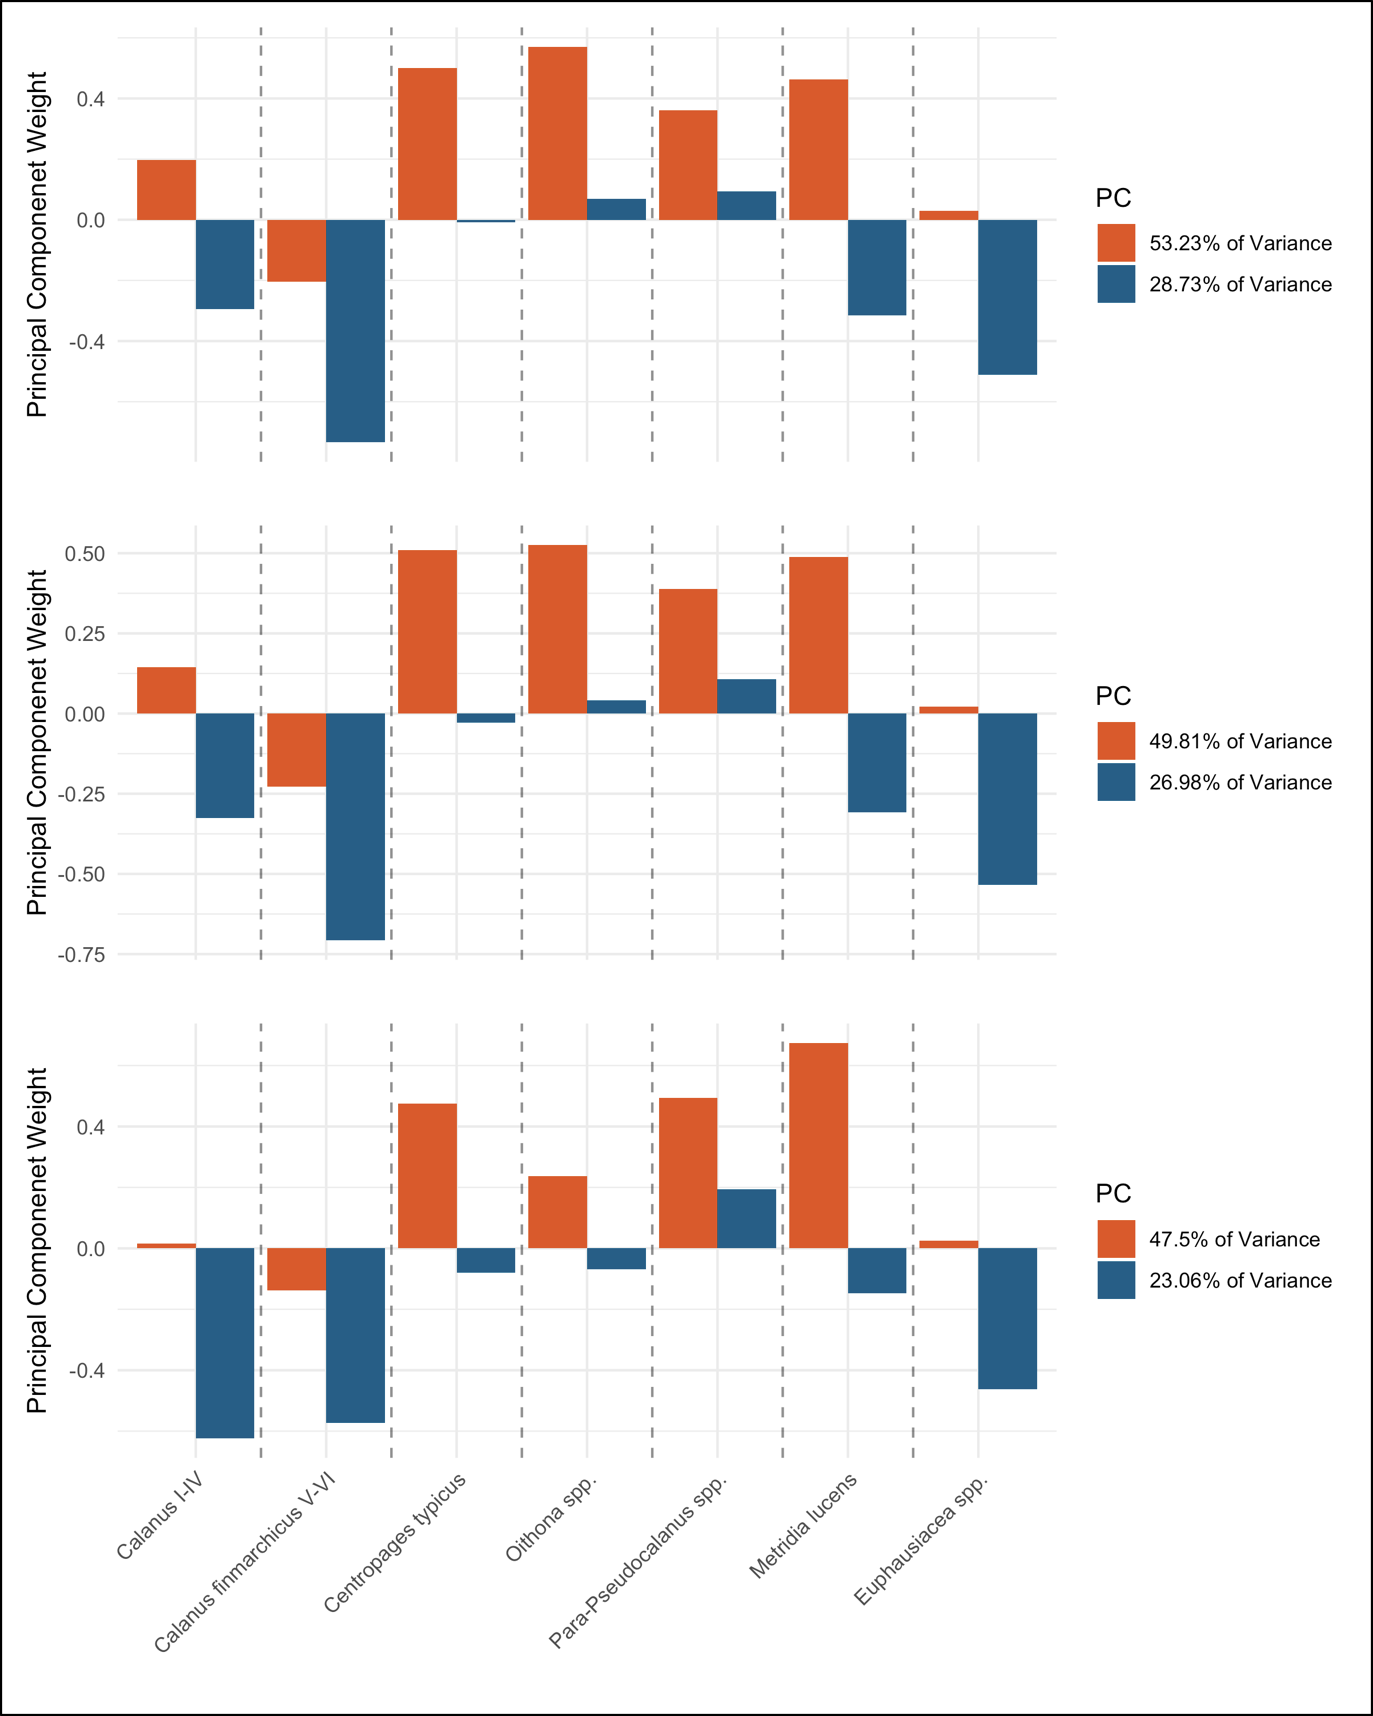 Principal Componenet Weight
0.4
0.0
-0.4
PC
53.23% of Variance
28.73% of Variance
Principal Componenet Weight
0.50
0.25
0.00
-0.25
-0.50
-0.75
PC
49.81% of Variance
26.98% of Variance
Principal Componenet Weight
0.4
0.0
-0.4
PC
47.5% of Variance
23.06% of Variance
Calanus I-IV
Calanus finmarchicus V-VI
Centropages typicus
Oithona spp.
Para-Pseudocalanus spp.
Metridia lucens
Euphausiacea spp.